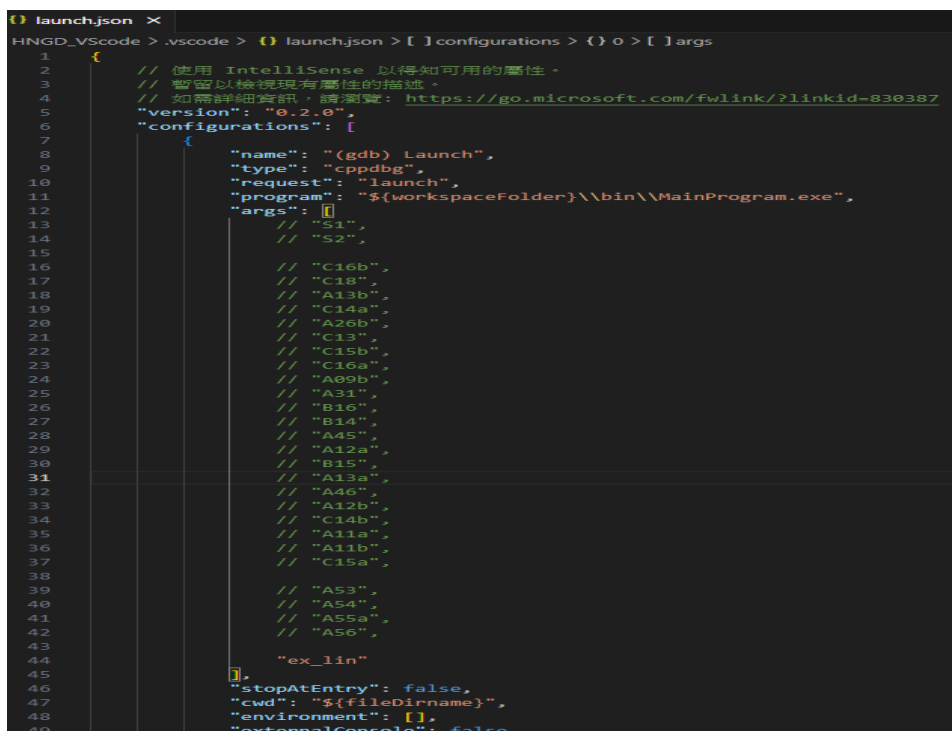 {} launch.json ×
HNGD_VScode > .vscode > {} launch.json > [ ] configurations > {} 0 > [ ] args
1 {
2 // 使用 IntelliSense 以得知可用的屬性。
3 // 暫留以檢視現有屬性的描述。
4 // 如需詳細資訊，請瀏覽: https://go.microsoft.com/fwlink/?linkid=830387
5 "version": "0.2.0",
6 "configurations": [
7 {
8 "name": "(gdb) Launch",
9 "type": "cppdbg",
10 "request": "launch",
11 "program": "${workspaceFolder}\\bin\\MainProgram.exe",
12 "args": [
13 // "S1",
14 // "S2",
15
16 // "C16b",
17 // "C18",
18 // "A13b",
19 // "C14a",
20 // "A26b",
21 // "C13",
22 // "C15b",
23 // "C16a",
24 // "A09b",
25 // "A31",
26 // "B16",
27 // "B14",
28 // "A45",
29 // "A12a",
30 // "B15",
31 // "A13a",
32 // "A46",
33 // "A12b",
34 // "C14b",
35 // "A11a",
36 // "A11b",
37 // "C15a",
38
39 // "A53",
40 // "A54",
41 // "A55a",
42 // "A56",
43
44 "ex_lin"
45 ],
46 "stopAtEntry": false,
47 "cwd": "${fileDirname}",
48 "environment": [],
49 "externalConsole": false